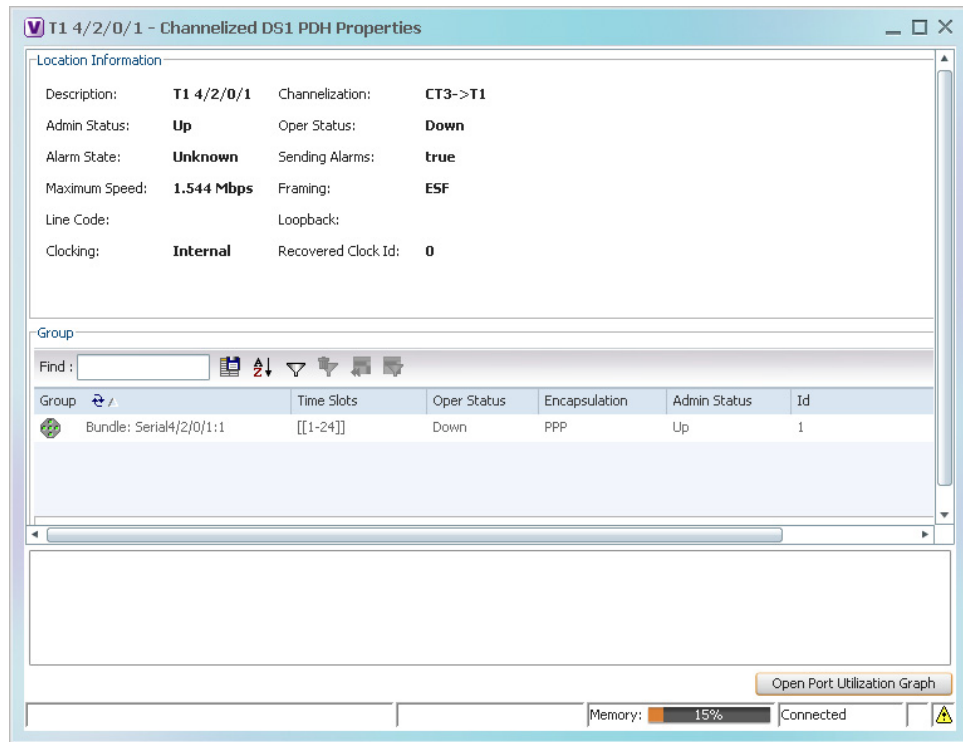 V T1 4/2/0/1 - Channelized DS1 PDH Properties
Location Information
Description: T1 4/2/0/1 Channelization: CT3->T1
Admin Status: Up Oper Status: Down
Alarm State: Unknown Sending Alarms: true
Maximum Speed: 1.544 Mbps Framing: ESF
Line Code: Loopback:
Clocking: Internal Recovered Clock Id: 0
Group
Find :
Group Time Slots Oper Status Encapsulation Admin Status Id
Bundle: Serial4/2/0/1:1 [[1-24]] Down PPP Up 1
Open Port Utilization Graph
Memory: 15% Connected